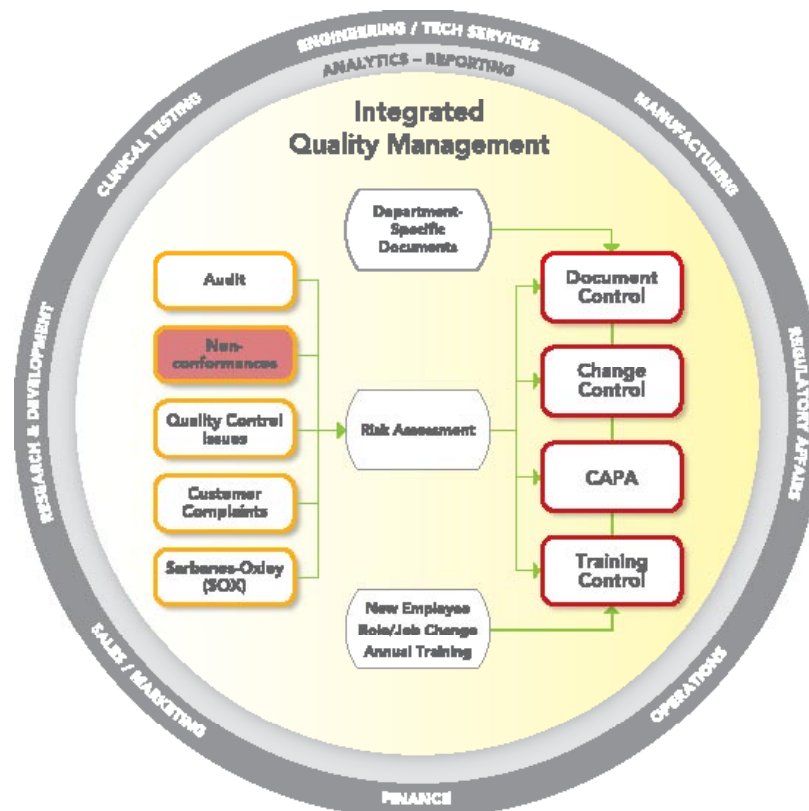 ENGINEERING / TECH SERVICES
ANALYTICS – REPORTING
CLINICAL TESTING
MANUFACTURING
Integrated
Quality Management
Department-
Specific
Documents
Audit
Document
Control
Non-
conformances
Change
Control
Quality Control
Issues
Risk Assessment
Customer
Complaints
CAPA
Sarbanes-Oxley
(SOX)
Training
Control
New Employee
Role/Job Change
Annual Training
RESEARCH & DEVELOPMENT
REGULATORY AFFAIRS
SALES / MARKETING
OPERATIONS
FINANCE